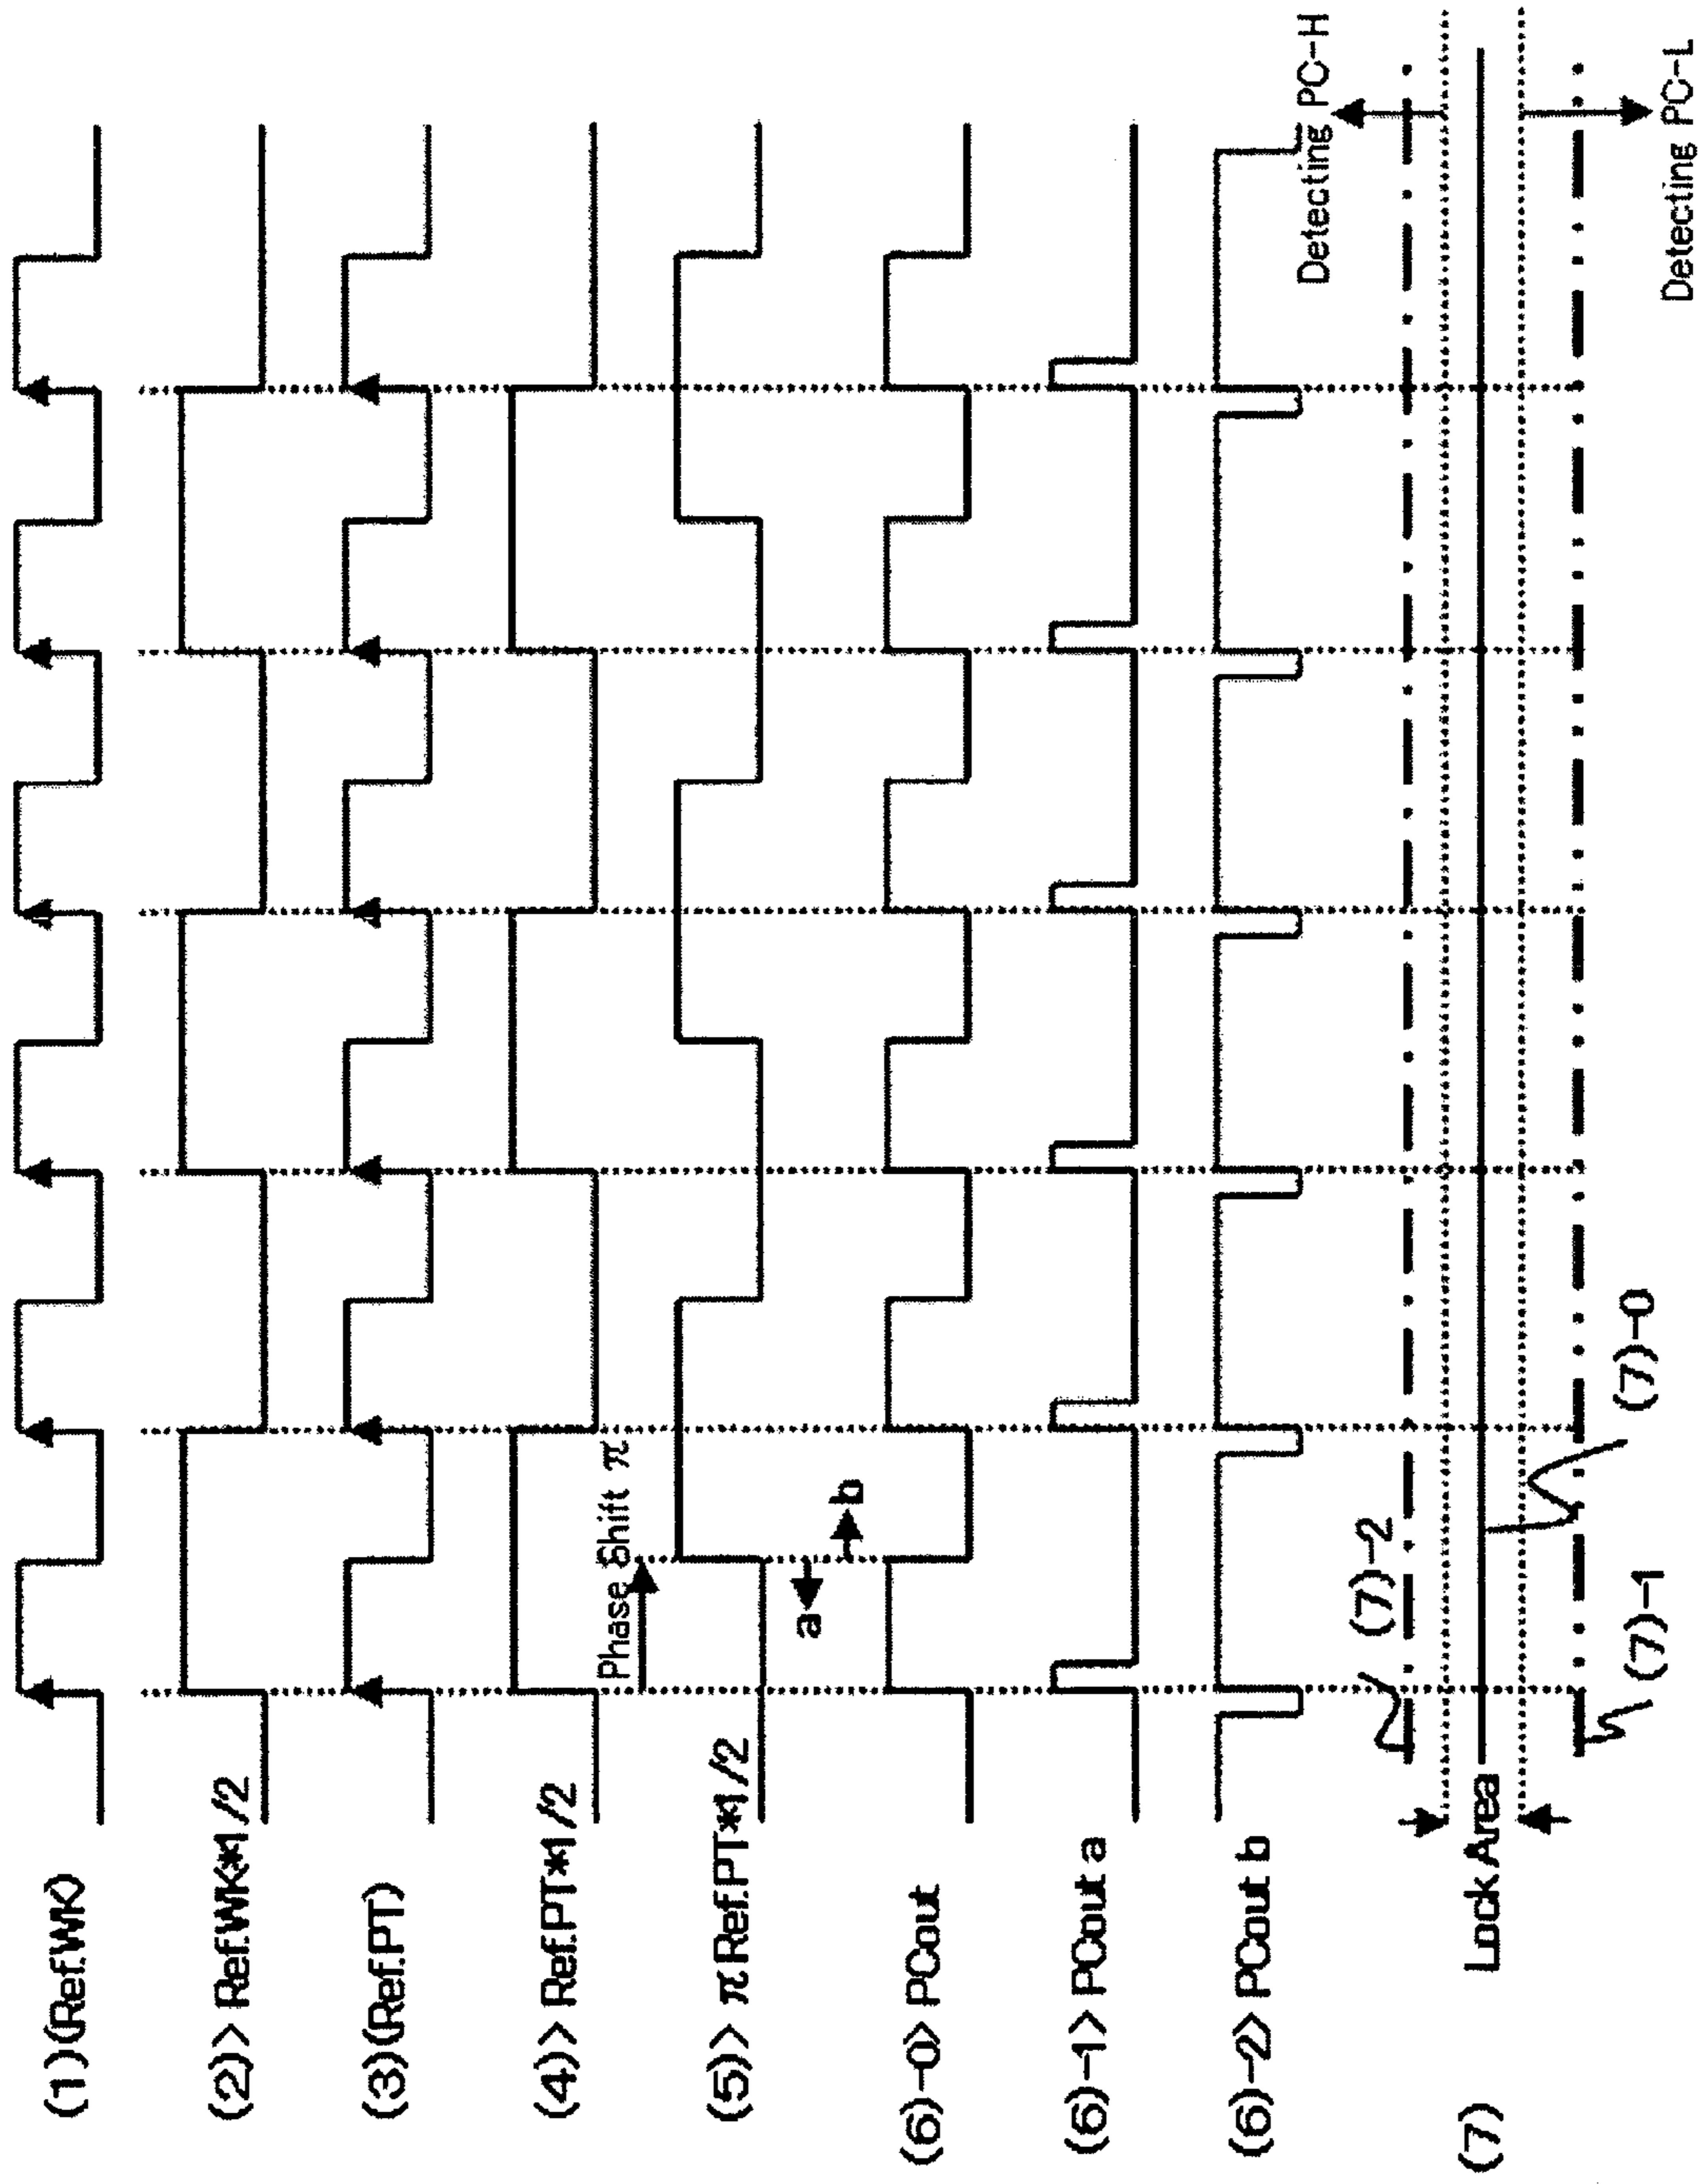 (1)(Ref.WK)
(2)> Ref.WK*1/2
(3)(Ref.PT)
(4)> Ref.PT*1/2
Phase Shift π
(5)> π Ref.PT*1/2
a
b
(6)-0> PCout
(6)-1> PCout a
(6)-2> PCout b
Detecting PC-H
(7)-2
(7) Lock Area
(7)-1
(7)-0
Detecting PC-L